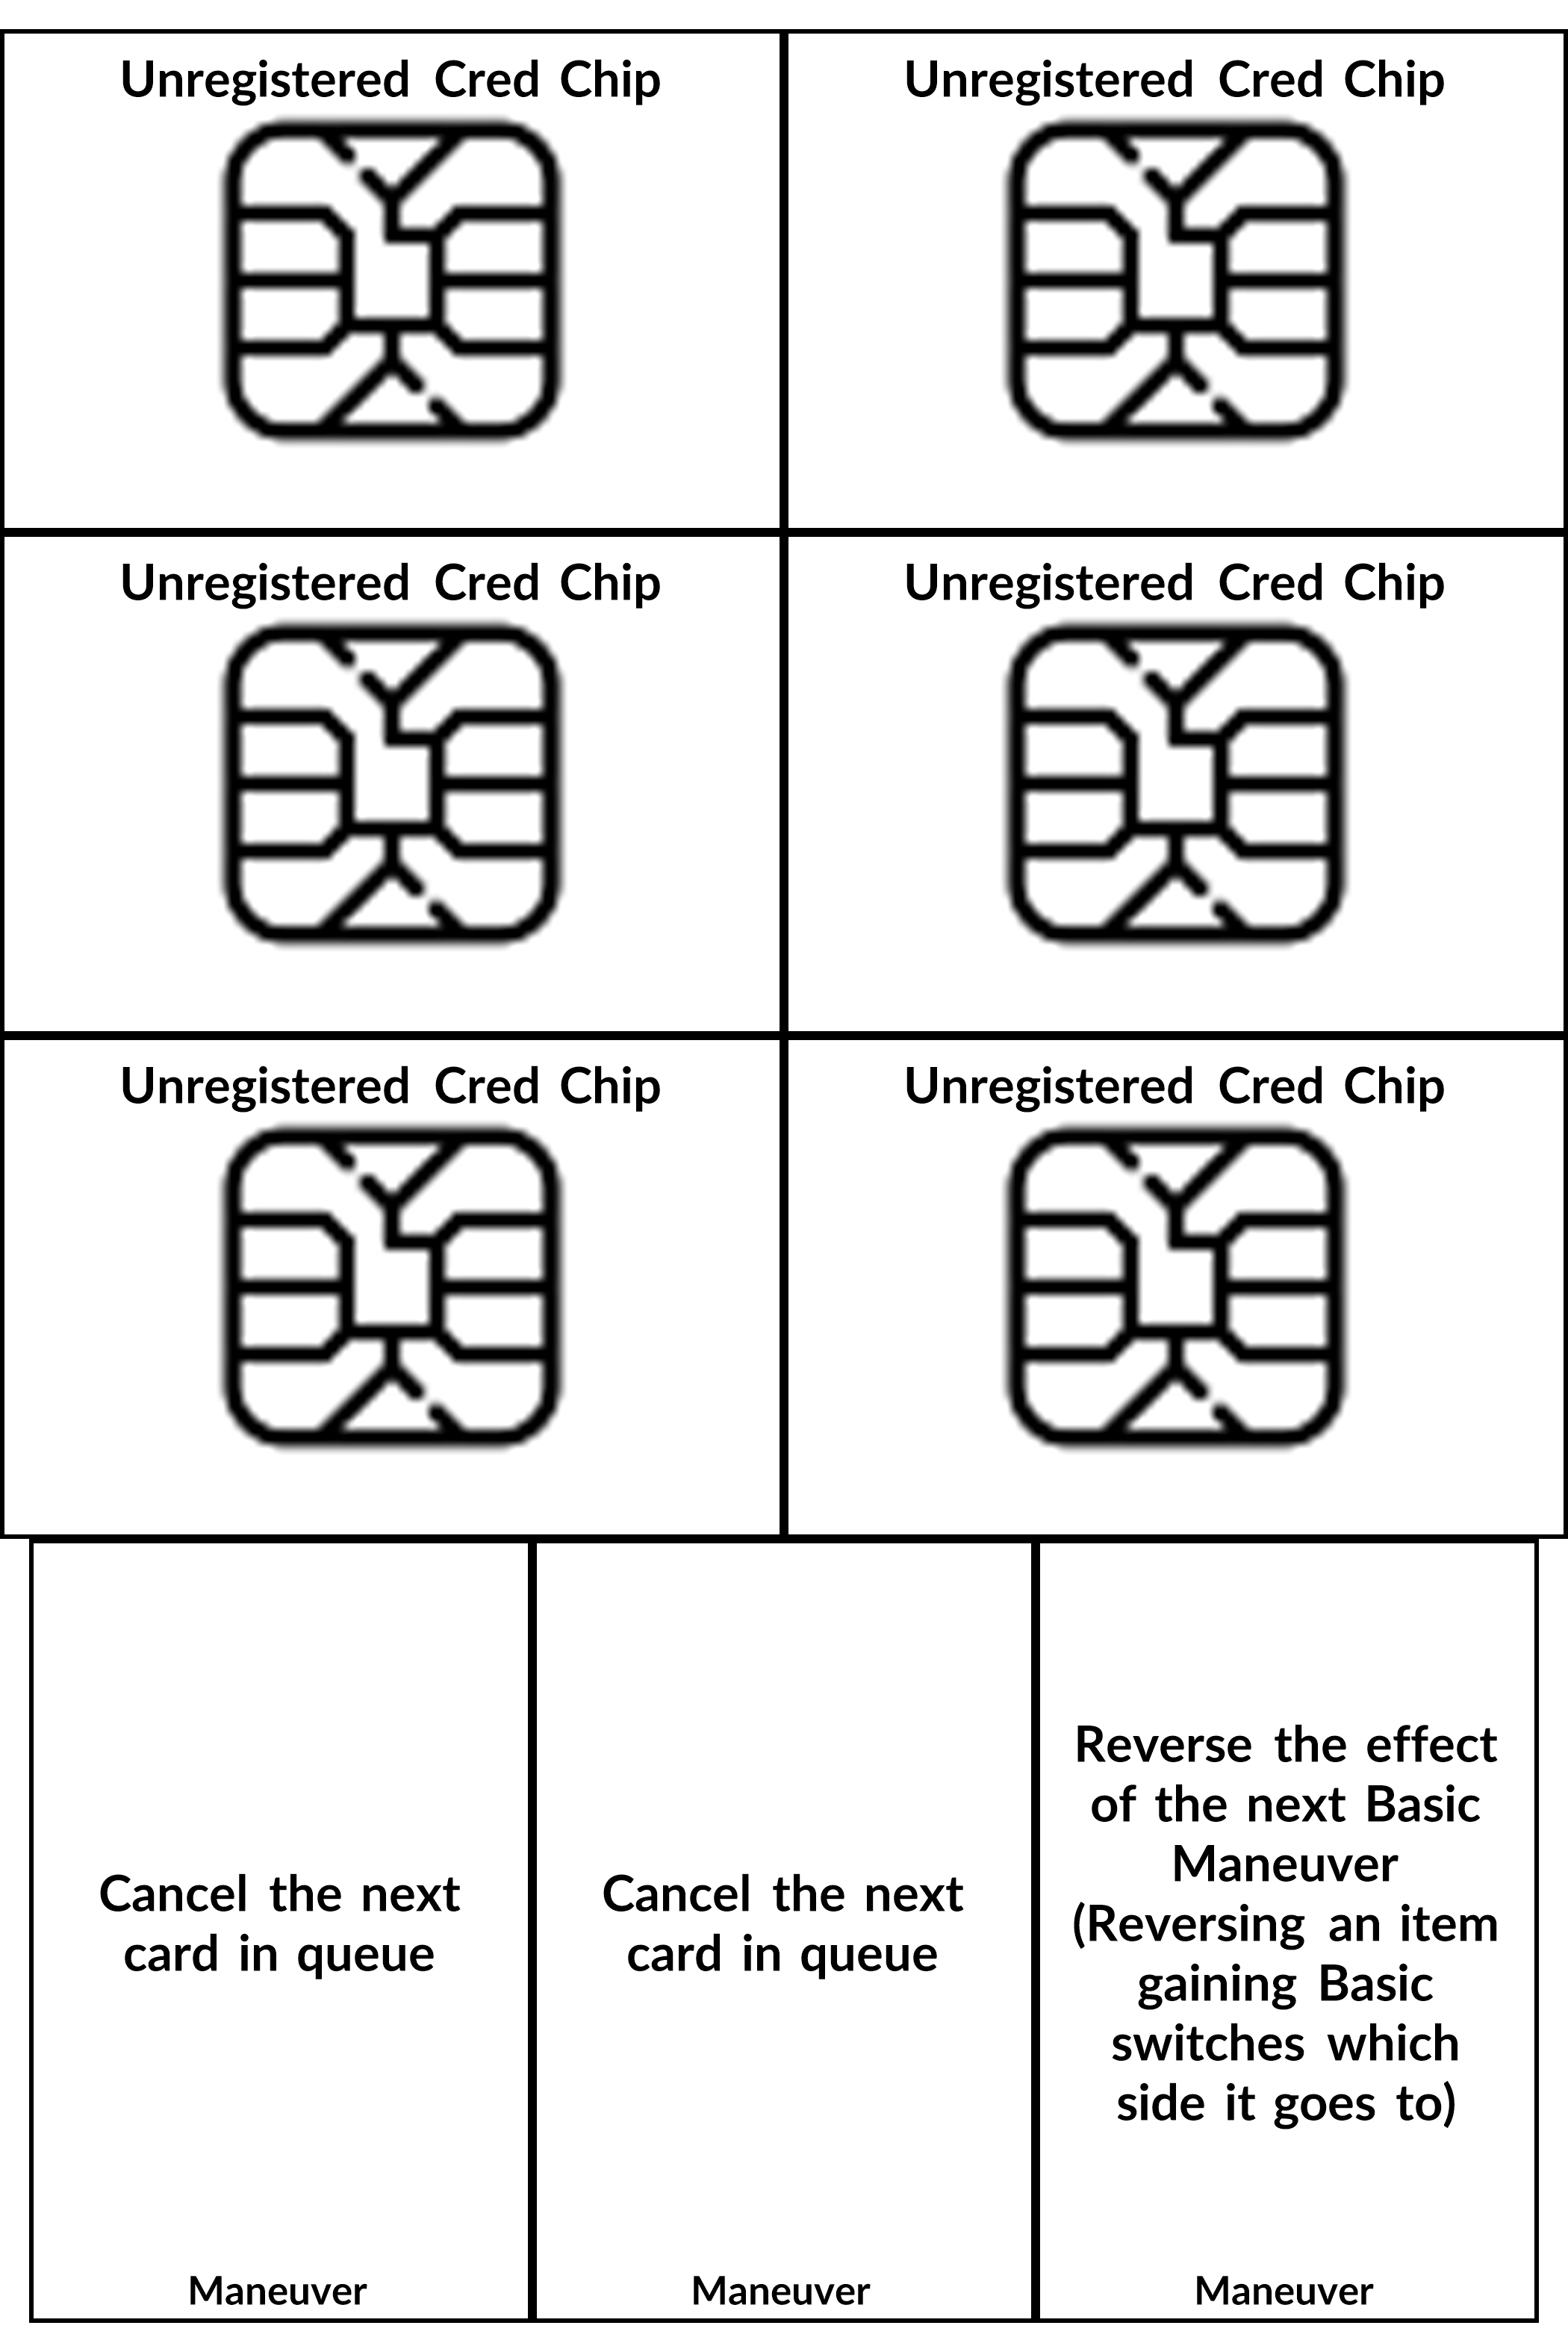 Unregistered Cred Chip
Unregistered Cred Chip
Unregistered Cred Chip
Unregistered Cred Chip
Unregistered Cred Chip
Unregistered Cred Chip
Cancel the next
card in queue
Maneuver
Cancel the next
card in queue
Maneuver
Reverse the effect
of the next Basic
Maneuver
(Reversing an item
gaining Basic
switches which
side it goes to)
Maneuver